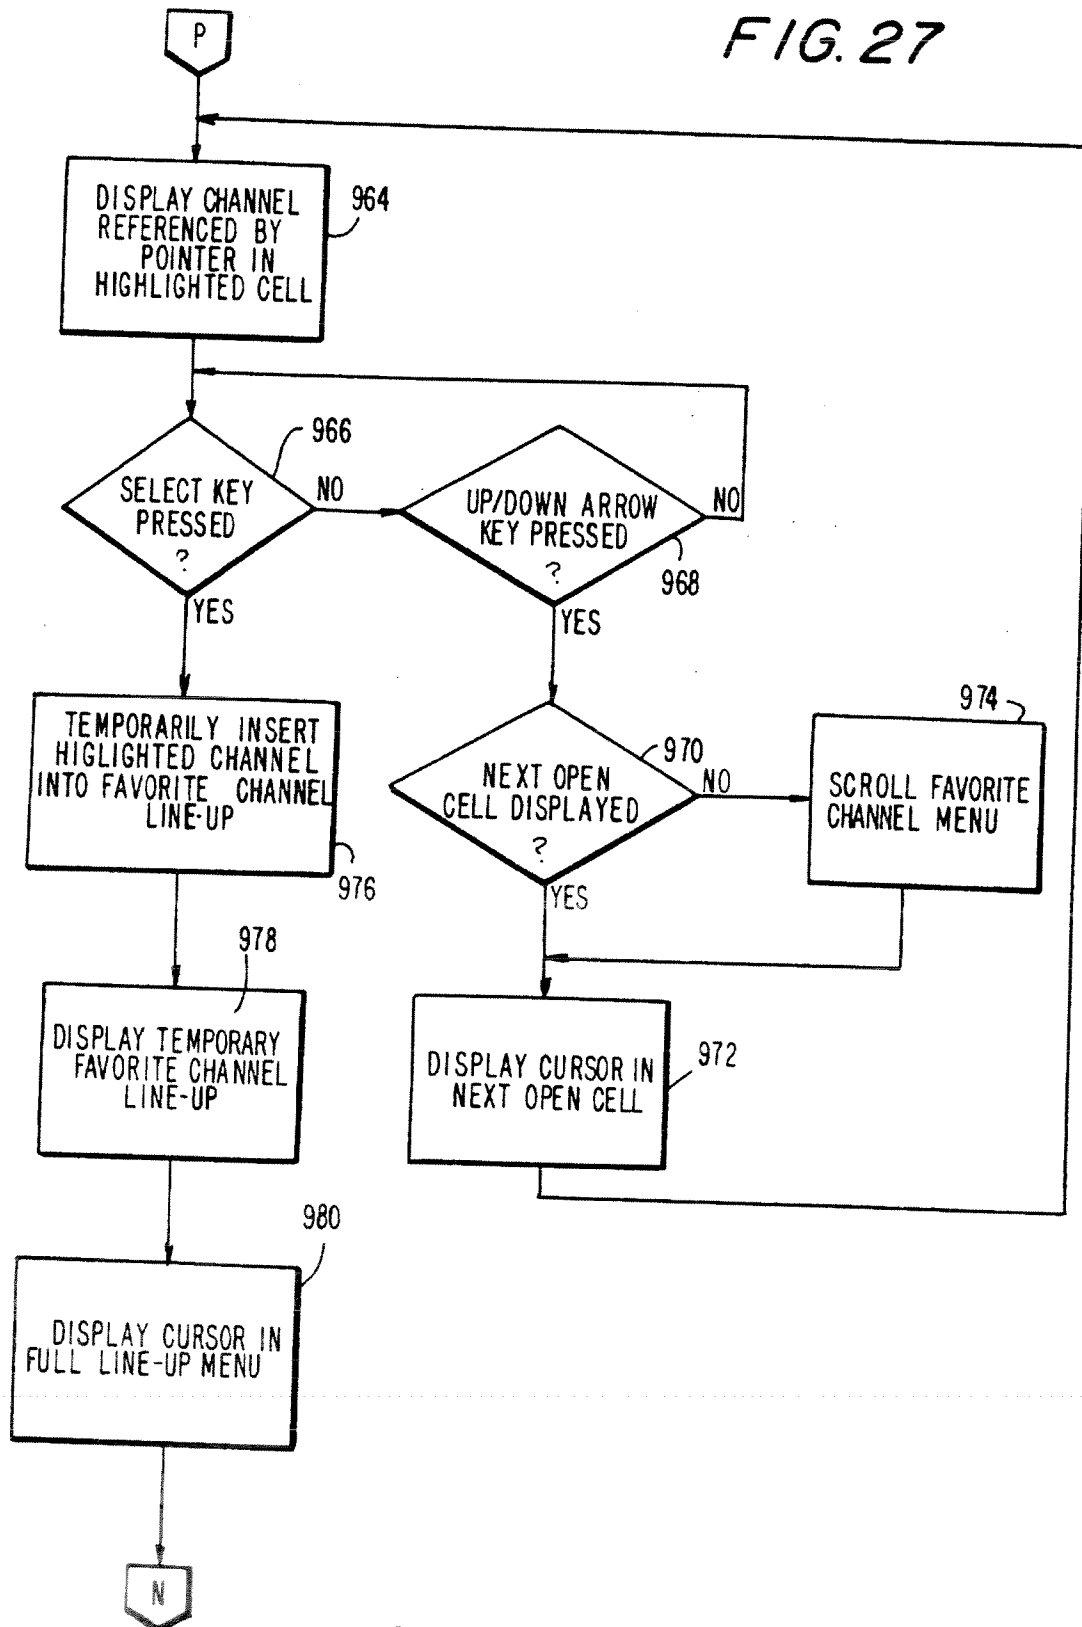 FIG. 27
P
DISPLAY CHANNEL
REFERENCED BY
POINTER IN
HIGHLIGHTED CELL
964
966
SELECT KEY
PRESSED
?
NO
YES
UP/DOWN ARROW
KEY PRESSED
?
NO
968
YES
TEMPORARILY INSERT
HIGLIGHTED CHANNEL
INTO FAVORITE CHANNEL
LINE-UP
976
970
NEXT OPEN
CELL DISPLAYED
?
NO
YES
974
SCROLL FAVORITE
CHANNEL MENU
978
DISPLAY TEMPORARY
FAVORITE CHANNEL
LINE-UP
DISPLAY CURSOR IN
NEXT OPEN CELL
972
980
DISPLAY CURSOR IN
FULL LINE-UP MENU
N